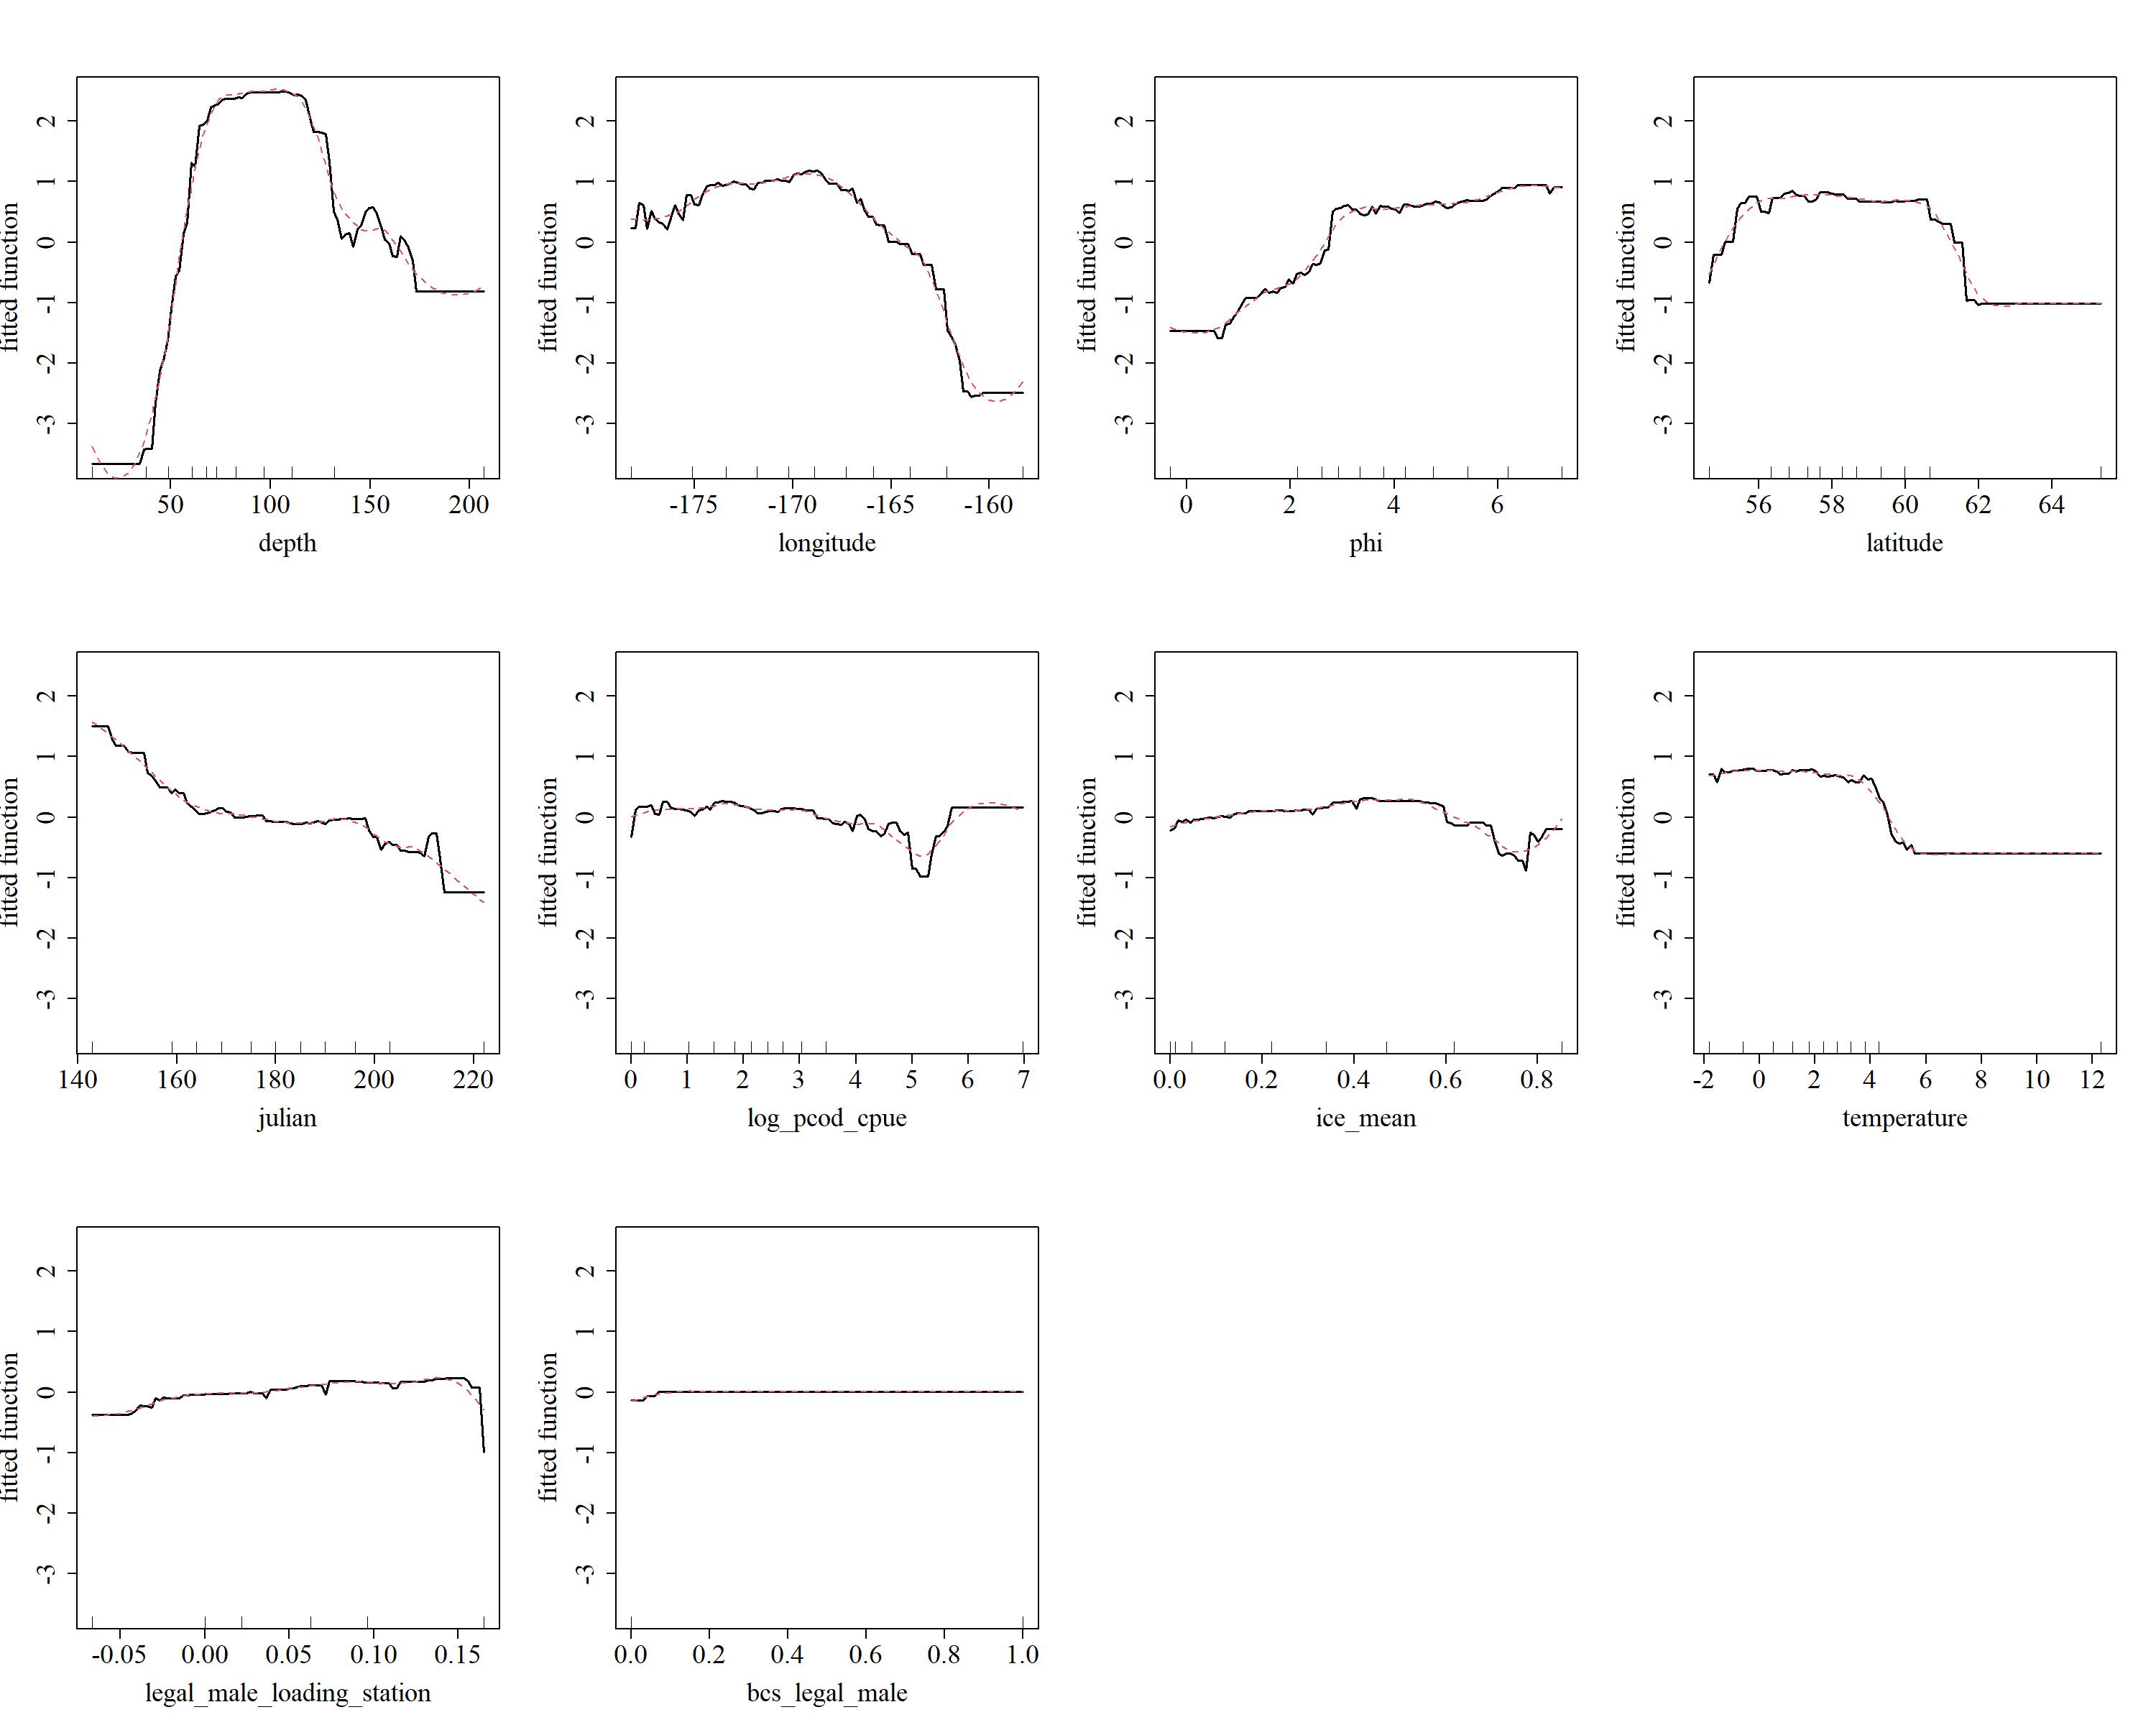 fitted function
2
1
0
-1
-2
-3
50 100 150 200
depth
fitted function
2
1
0
-1
-2
-3
-175 -170 -165 -160
longitude
fitted function
2
1
0
-1
-2
-3
0 2 4 6
phi
fitted function
2
1
0
-1
-2
-3
56 58 60 62 64
latitude
fitted function
2
1
0
-1
-2
-3
140 160 180 200 220
julian
fitted function
2
1
0
-1
-2
-3
0 1 2 3 4 5 6 7
log_pcod_cpue
fitted function
2
1
0
-1
-2
-3
0.0 0.2 0.4 0.6 0.8
ice_mean
fitted function
2
1
0
-1
-2
-3
-2 0 2 4 6 8 10 12
temperature
fitted function
2
1
0
-1
-2
-3
-0.05 0.00 0.05 0.10 0.15
legal_male_loading_station
fitted function
2
1
0
-1
-2
-3
0.0 0.2 0.4 0.6 0.8 1.0
bcs_legal_male